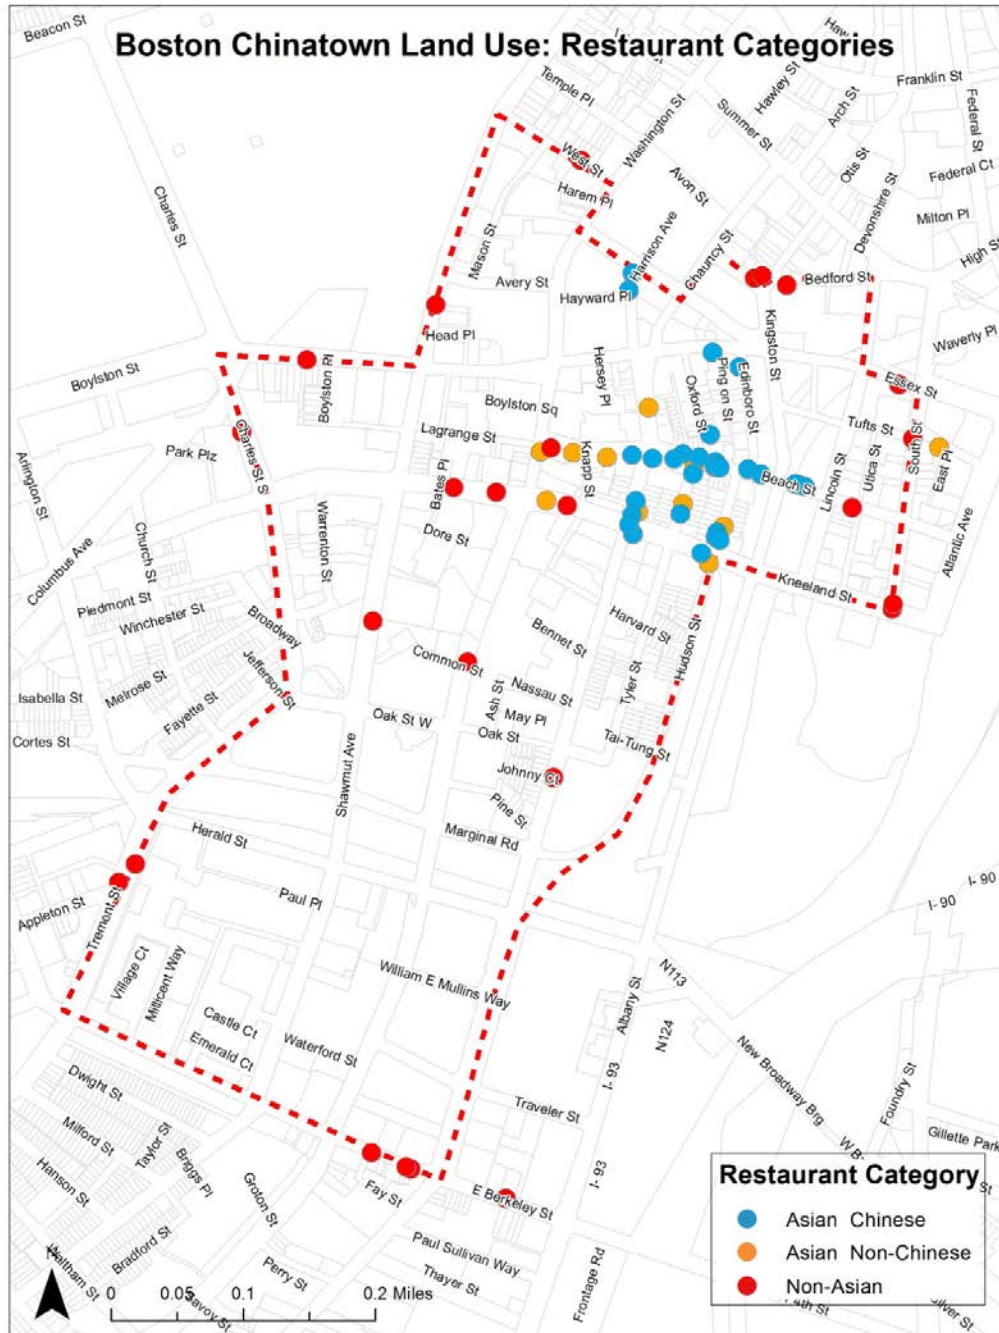 Boston Chinatown Land Use: Restaurant Categories
Beacon St
Temple Pl
Hawley St
Franklin St
Washington St
Summer St
Arch St
Federal St
West St
Otis St
Federal Ct
Harem Pl
Avon St
Devonshire St
Milton Pl
Charles St
Mason St
Harrison Ave
Chauncy St
High St
Avery St
Hayward Pl
Bedford St
Head Pl
Kingston St
Waverly Pl
Boylston St
Boylston Pl
Hersey Pl
Oxford St
Ping on St
Edinboro St
Essex St
Boylston Sq
Lagrange St
Tufts St
South St
Park Plz
Charles St S
Arlington St
Bates Pl
Knapp St
Beach St
Lincoln St
Utica St
East Pl
Columbus Ave
Church St
Warrenton St
Dore St
Atlantic Ave
Piedmont St
Winchester St
Broadway
Kneeland St
Bennet St
Harvard St
Hudson St
Common St
Jefferson St
Melrose St
Fayette St
Isabella St
Cortes St
Oak St W
Ash St
Nassau St
May Pl
Oak St
Tyler St
Tai-Tung St
Shawmut Ave
Johnny Ct
Pine St
Marginal Rd
Herald St
Paul Pl
Appleton St
Tremont St
I- 90
I- 90
Village Ct
Milticent Way
William E Mullins Way
Castle Ct
Emerald Ct
Waterford St
Albany St
N113
N124
I- 93
New Broadway Brg
Foundry St
Dwight St
Milford St
Taylor St
Briggs Pl
Hanson St
Traveler St
Gillette Park
Groton St
Fay St
E Berkeley St
I- 93
Bradford St
Waltham St
Perry St
Savoy St
Paul Sullivan Way
Thayer St
Frontage Rd
Restaurant Category
Asian Chinese
Asian Non-Chinese
Non-Asian
N
0 0.05 0.1 0.2 Miles